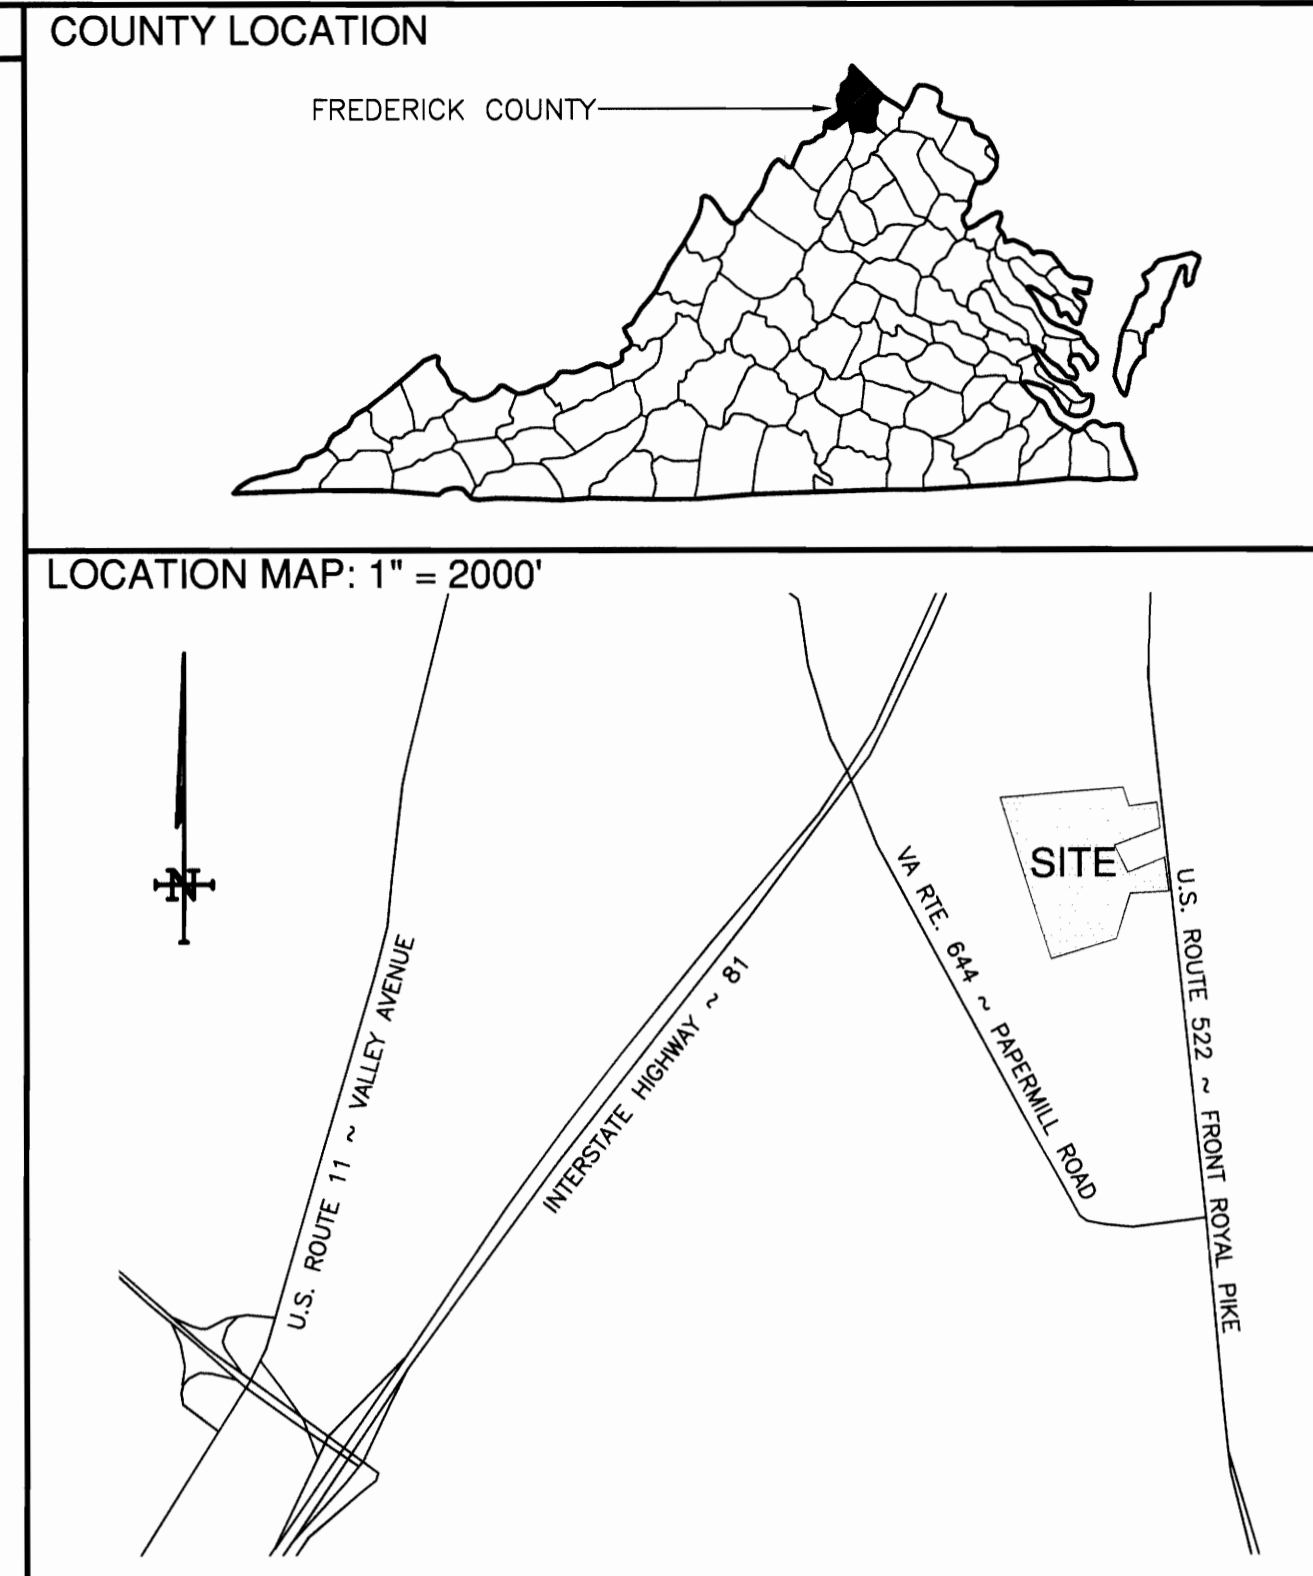 COUNTY LOCATION
FREDERICK COUNTY
LOCATION MAP: 1" = 2000'
N
SITE
VA RTE. 644 ~ PAPERMILL ROAD
U.S. ROUTE 522 ~ FRONT ROYAL PIKE
INTERSTATE HIGHWAY ~ 81
U.S. ROUTE 11 ~ VALLEY AVENUE